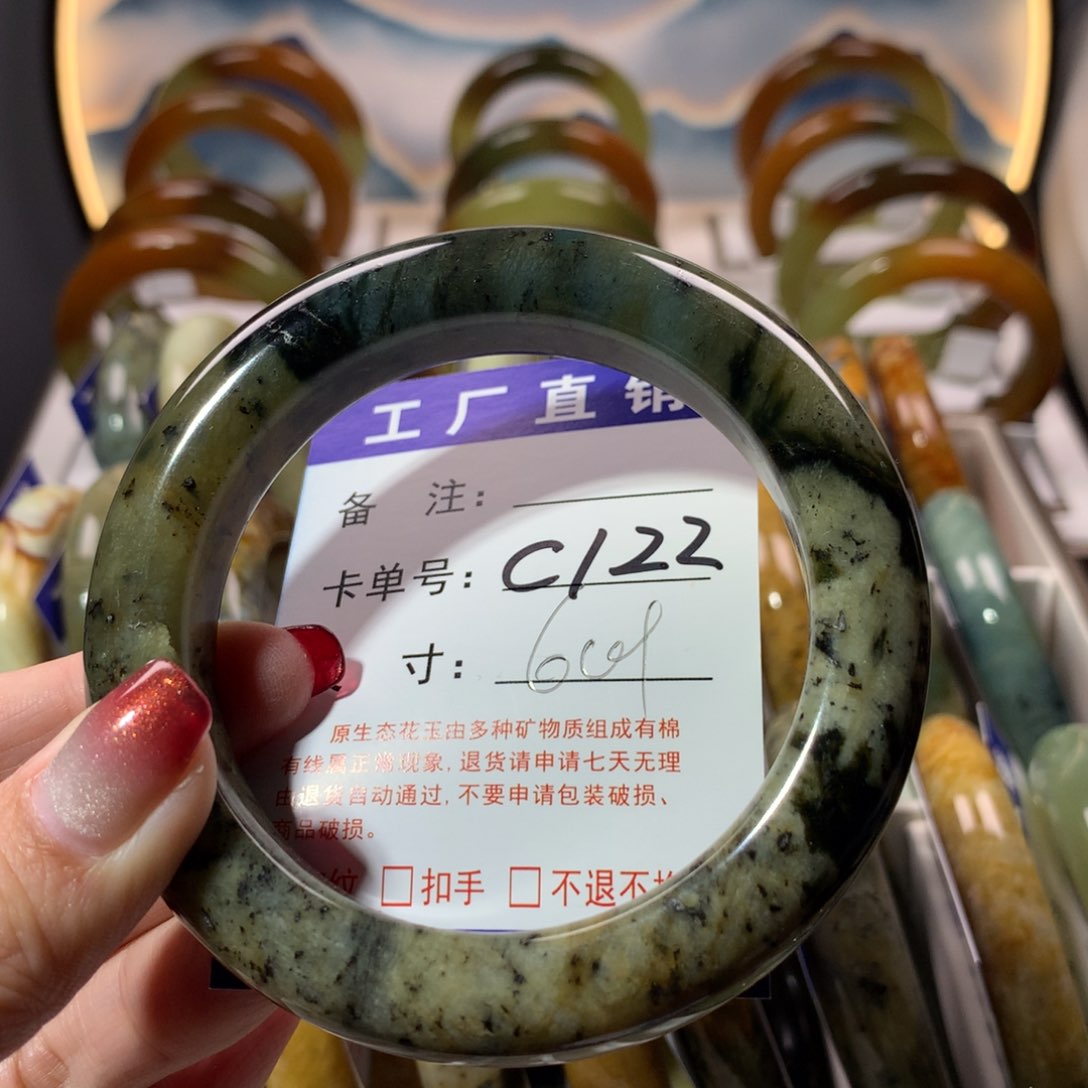 工厂直销
备 注：
卡单号：C122
寸：60
原生态花玉由多种矿物质组成有棉
有线属正常现象，退货请申请七天无理
由退货自动通过，不要申请包装破损、
商品破损。
纹 □扣手 □不退不